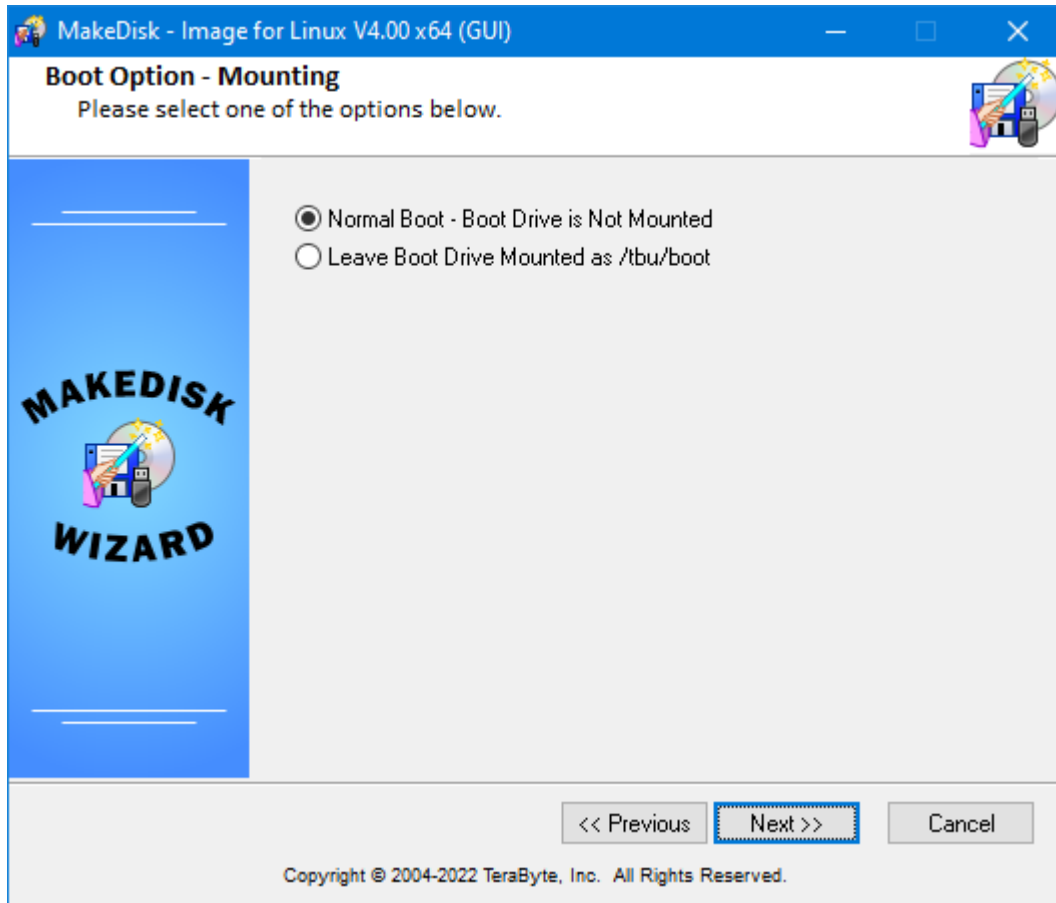 MakeDisk - Image for Linux V4.00 x64 (GUI)
Boot Option - Mounting
Please select one of the options below.
Normal Boot - Boot Drive is Not Mounted
Leave Boot Drive Mounted as /tbu/boot
MAKEDISK
WIZARD
<< Previous
Next >>
Cancel
Copyright © 2004-2022 TeraByte, Inc. All Rights Reserved.